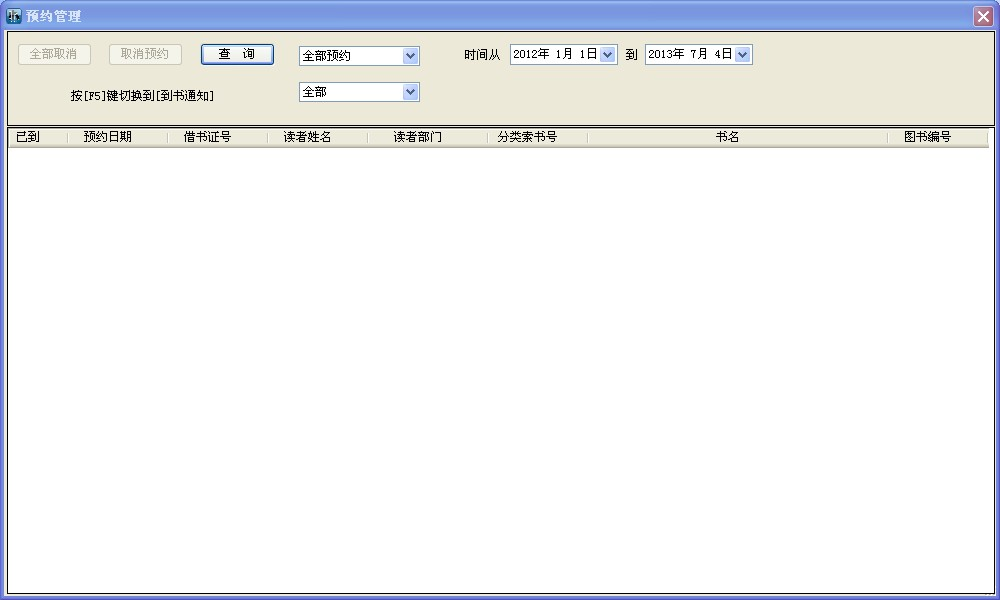 预约管理
全部取消 取消预约 查 询 全部预约 时间从 2012年 1月 1日 到 2013年 7月 4日
按[F5]键切换到[到书通知] 全部
已到 预约日期 借书证号 读者姓名 读者部门 分类索书号 书名 图书编号